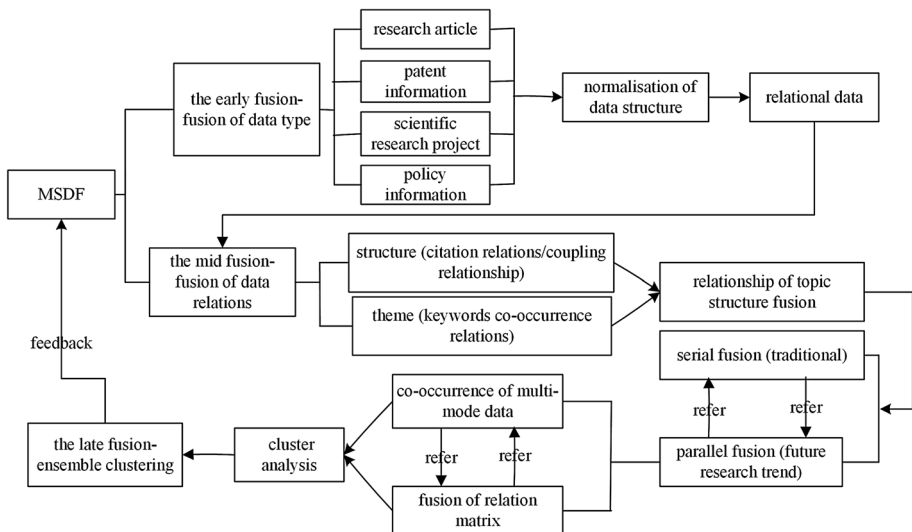 research article
patent
information
the early fusion-
fusion of data type
scientific
research project
policy
information
normalisation of
data structure
relational data
MSDF
the mid fusion-
fusion of data
relations
structure (citation relations/coupling
relationship)
theme (keywords co-occurrence
relations)
relationship of topic
structure fusion
feedback
serial fusion (traditional)
refer
refer
parallel fusion (future
research trend)
co-occurrence of multi-
mode data
refer
refer
fusion of relation
matrix
cluster
analysis
the late fusion-
ensemble clustering